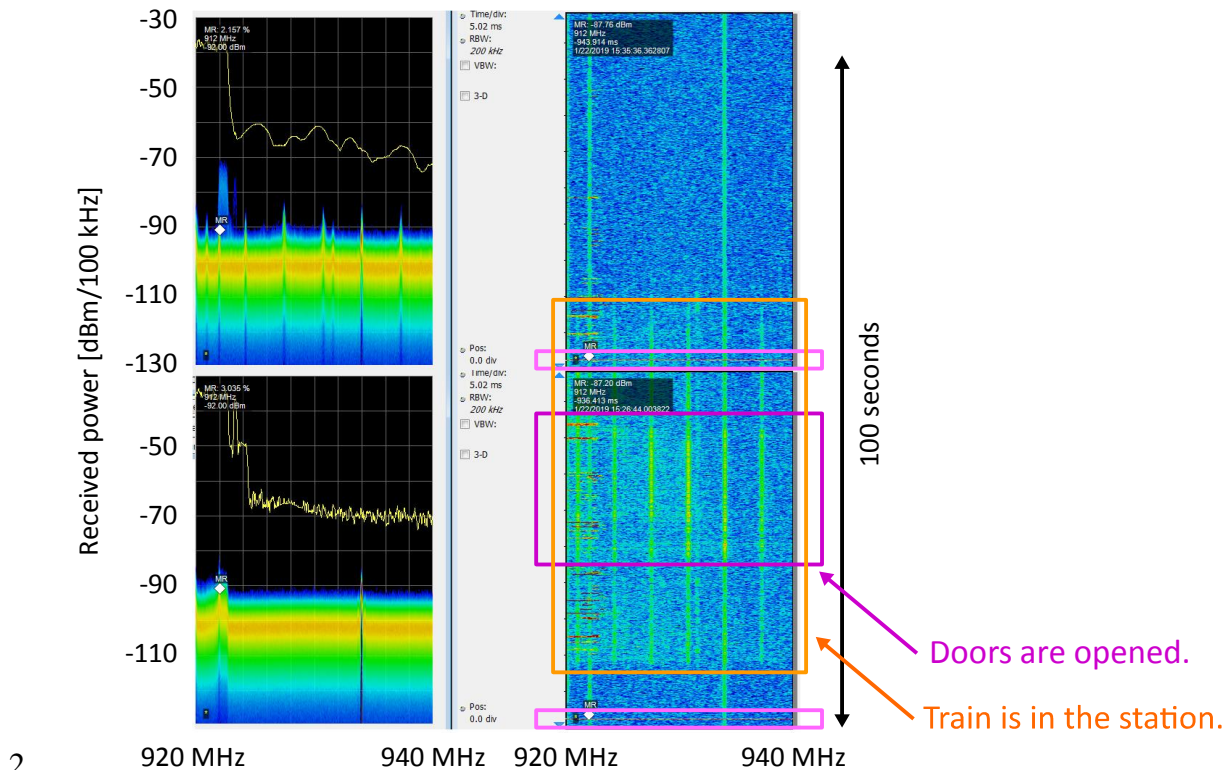 Received power [dBm/100 kHz]
-30
-50
-70
-90
-110
-130
-50
-70
-90
-110
MR: 2.157 %
912 MHz
-92.00 dBm
MR
Time/div:
5.02 ms
RBW:
200 kHz
VBW:
3-D
Pos:
0.0 div
MR: -87.76 dBm
912 MHz
-943.914 ms
1/22/2019 15:35:36.362807
MR
MR: 3.035 %
912 MHz
-92.00 dBm
MR
Time/div:
5.02 ms
RBW:
200 kHz
VBW:
3-D
Pos:
0.0 div
MR: -87.20 dBm
912 MHz
-936.413 ms
1/22/2019 15:26:44.003822
MR
100 seconds
Doors are opened.
Train is in the station.
2
920 MHz
940 MHz
920 MHz
940 MHz